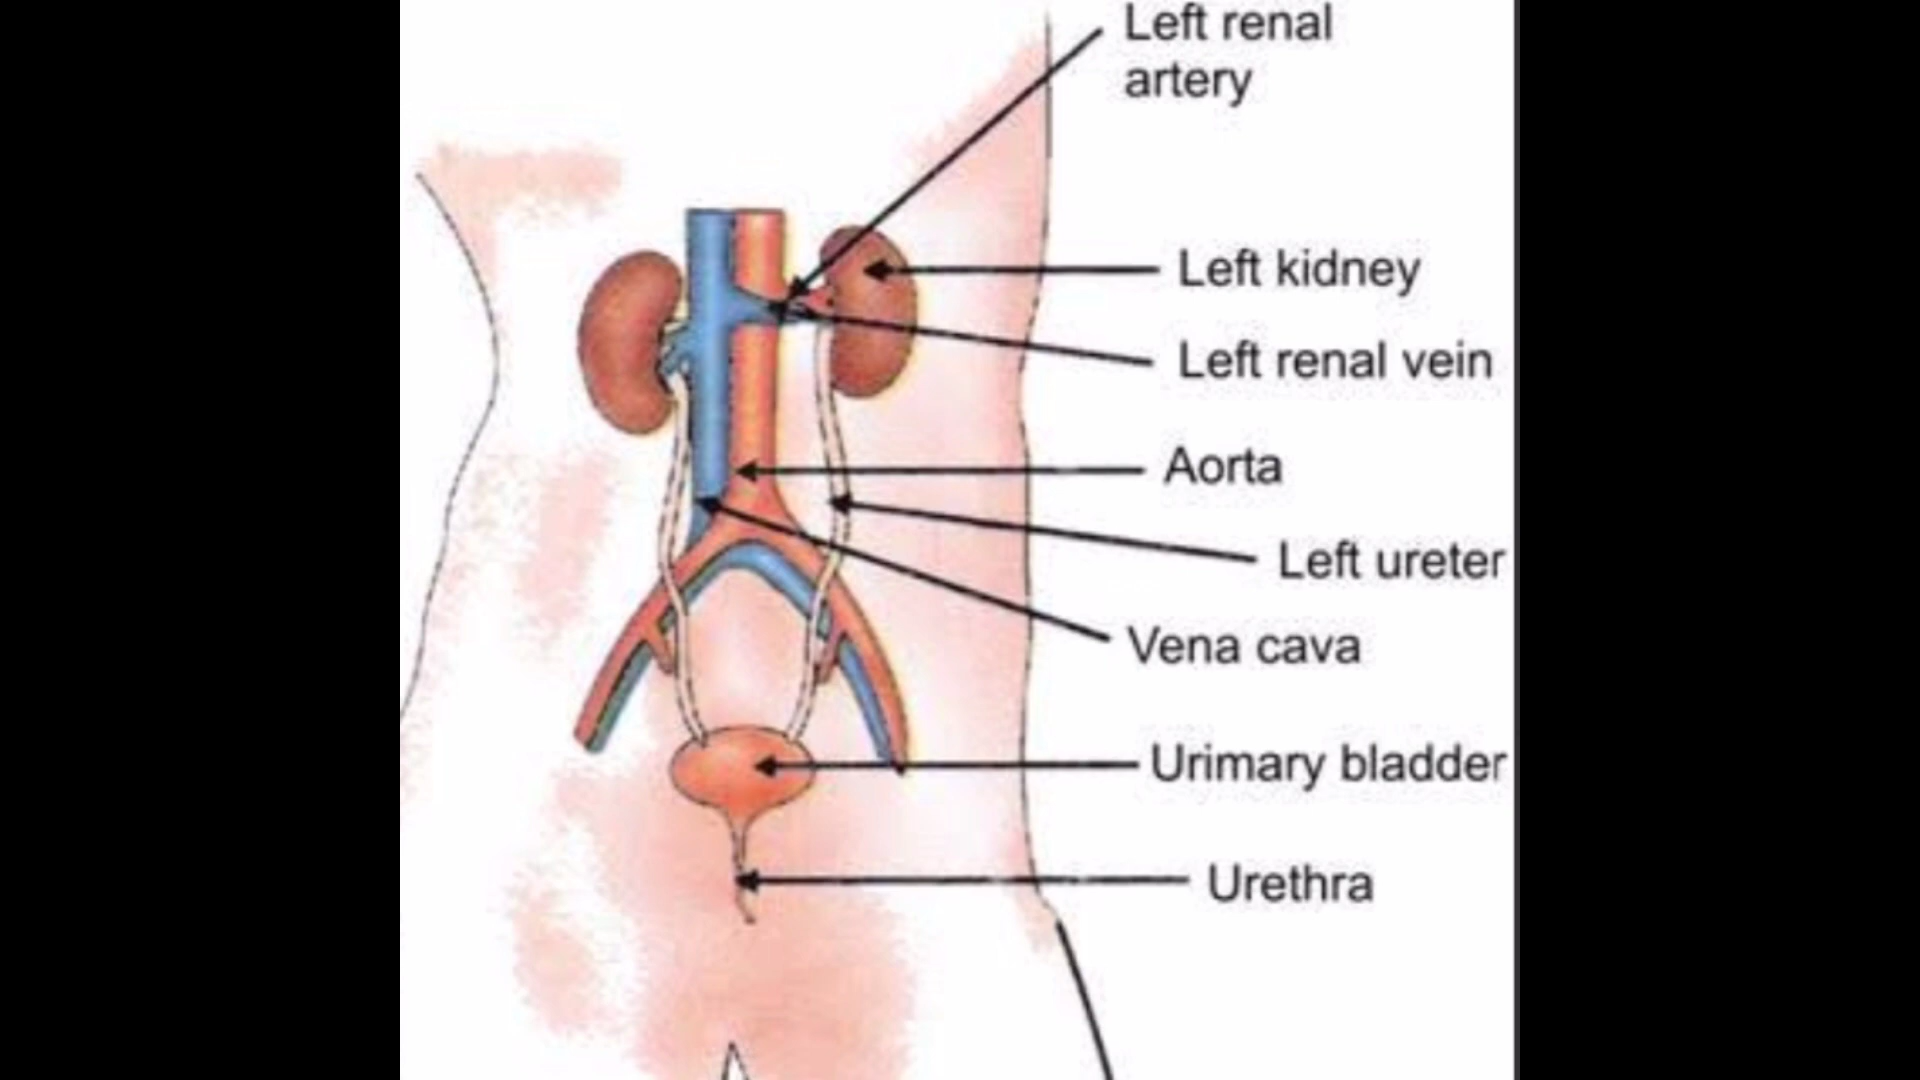 Left renal
artery
Left kidney
Left renal vein
Aorta
Left ureter
Vena cava
Urimary bladder
Urethra